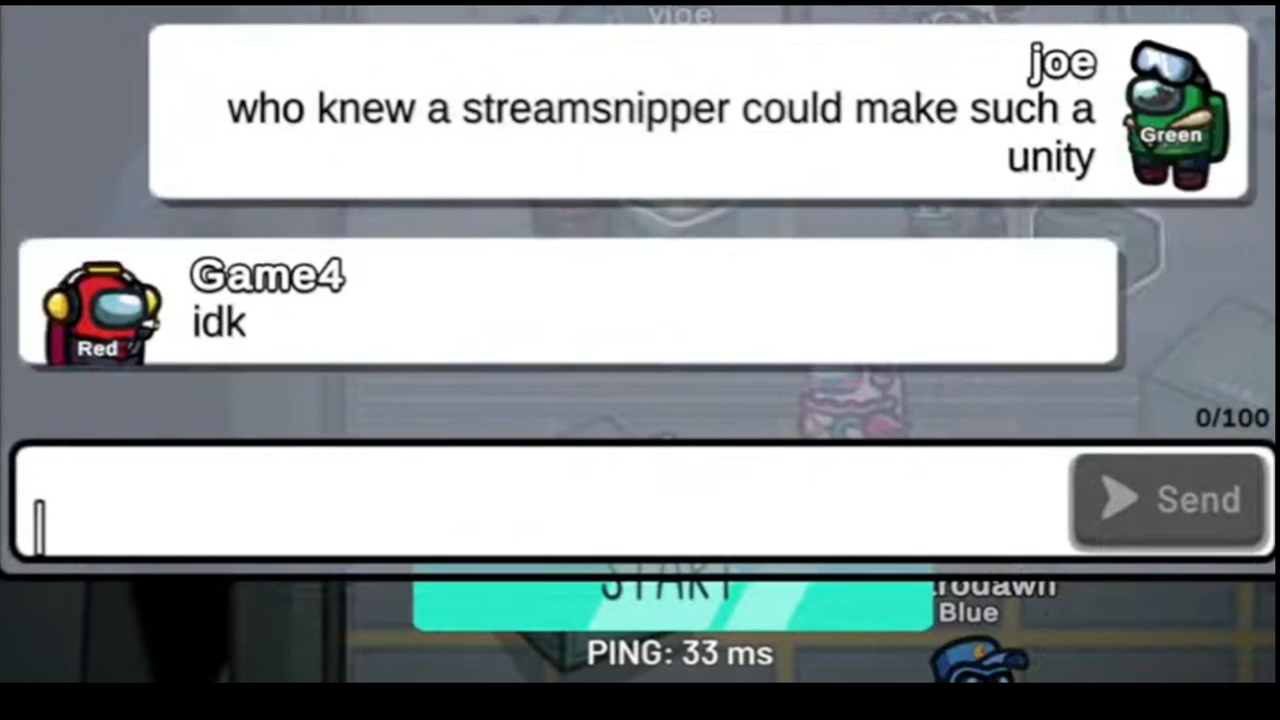 joe
who knew a streamsnipper could make such a
unity
Green
Game4
idk
Red
0/100
Send
START
Blue
PING: 33 ms